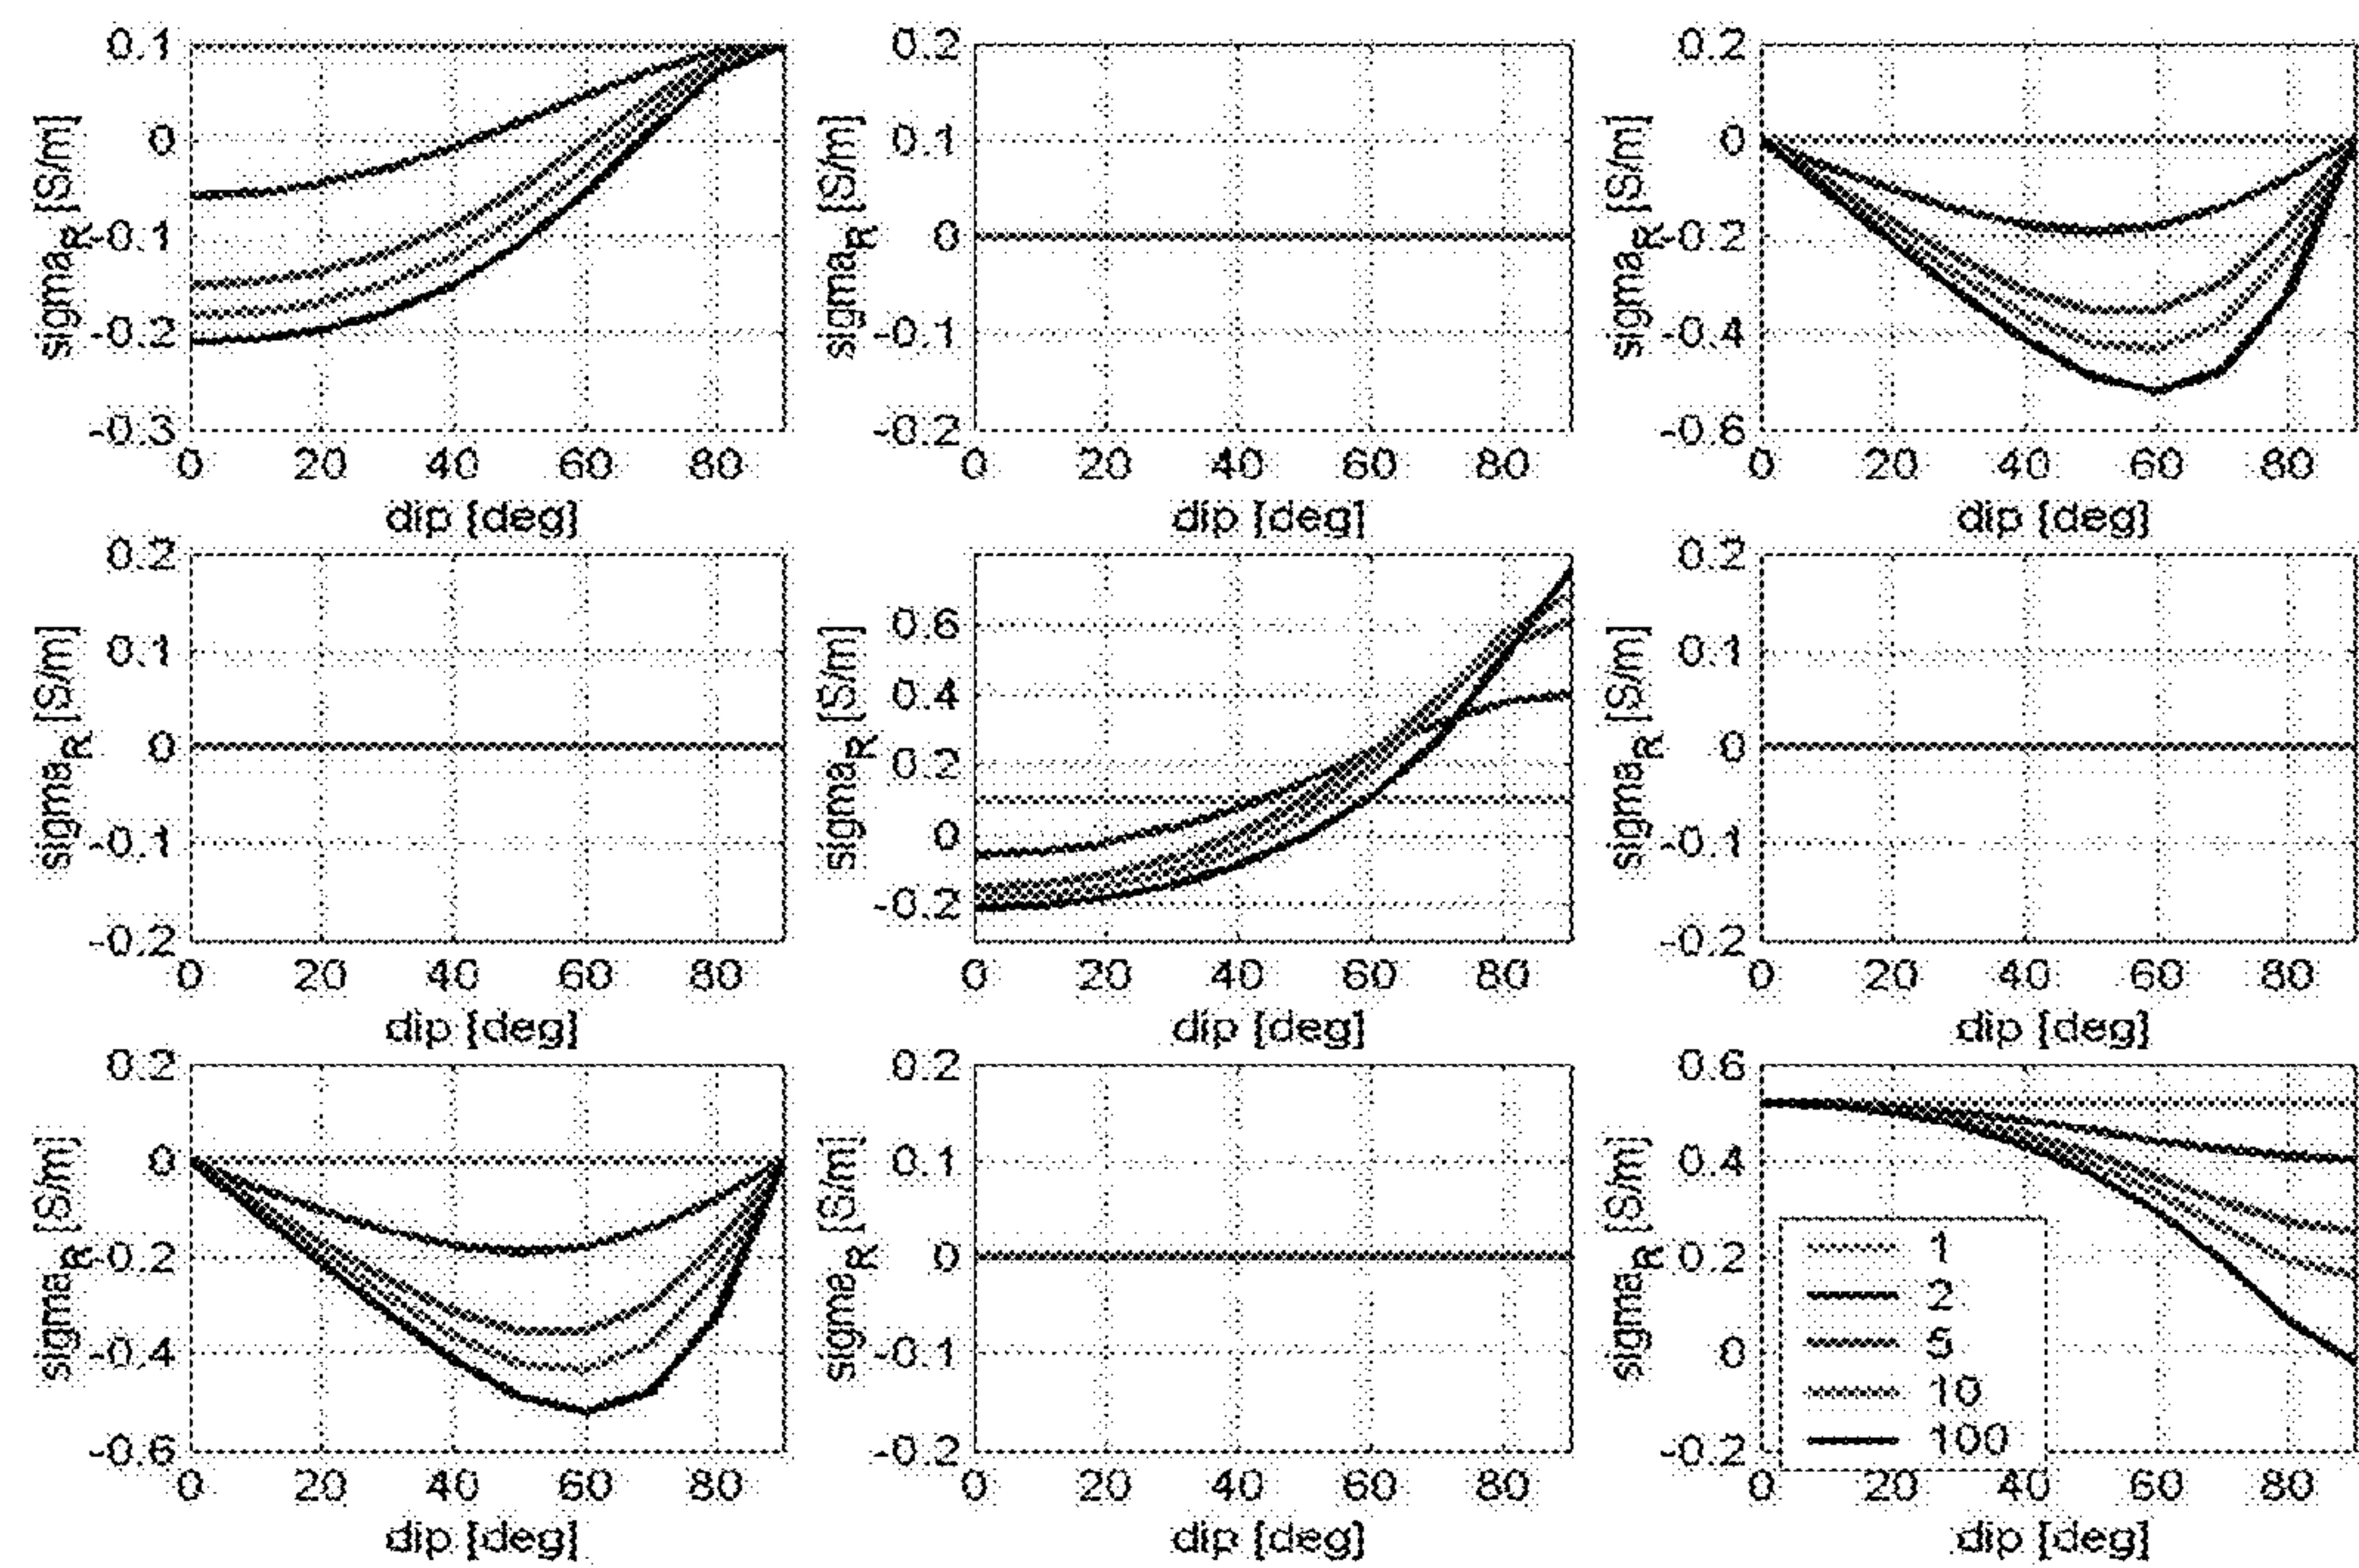 0.1 0.2 0.2
0 0.1 0
-0.1 0 -0.2
-0.2 -0.1 -0.4
-0.3 -0.2 -0.6
sigma_R [S/m] sigma_R [S/m] sigma_R [S/m]
0 20 40 60 80 0 20 40 60 80 0 20 40 60 80
dip [deg] dip [deg] dip [deg]
0.2 0.6 0.2
0.1 0.4 0.1
0 0.2 0
-0.1 0 -0.1
-0.2 -0.2 -0.2
sigma_R [S/m] sigma_R [S/m] sigma_R [S/m]
0 20 40 60 80 0 20 40 60 80 0 20 40 60 80
dip [deg] dip [deg] dip [deg]
0.2 0.2 0.6
0 0.1 0.4
-0.2 0 0.2
-0.4 -0.1 0
-0.6 -0.2 -0.2
sigma_R [S/m] sigma_R [S/m] sigma_R [S/m]
1
2
5
10
100
0 20 40 60 80 0 20 40 60 80 0 20 40 60 80
dip [deg] dip [deg] dip [deg]